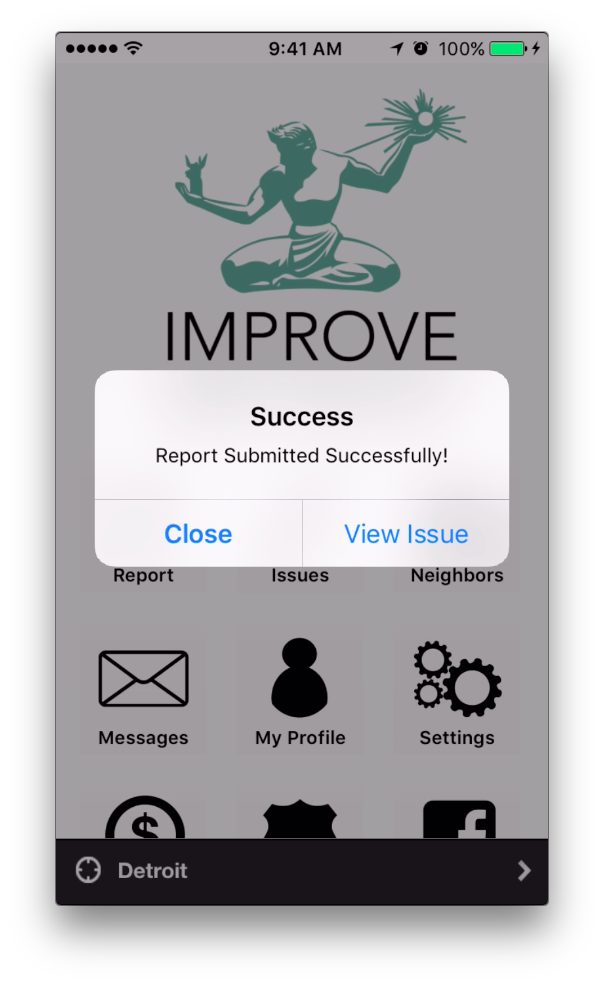 9:41 AM 100%
IMPROVE
Success
Report Submitted Successfully!
Close View Issue
Report Issues Neighbors
Messages My Profile Settings
$ f
Detroit